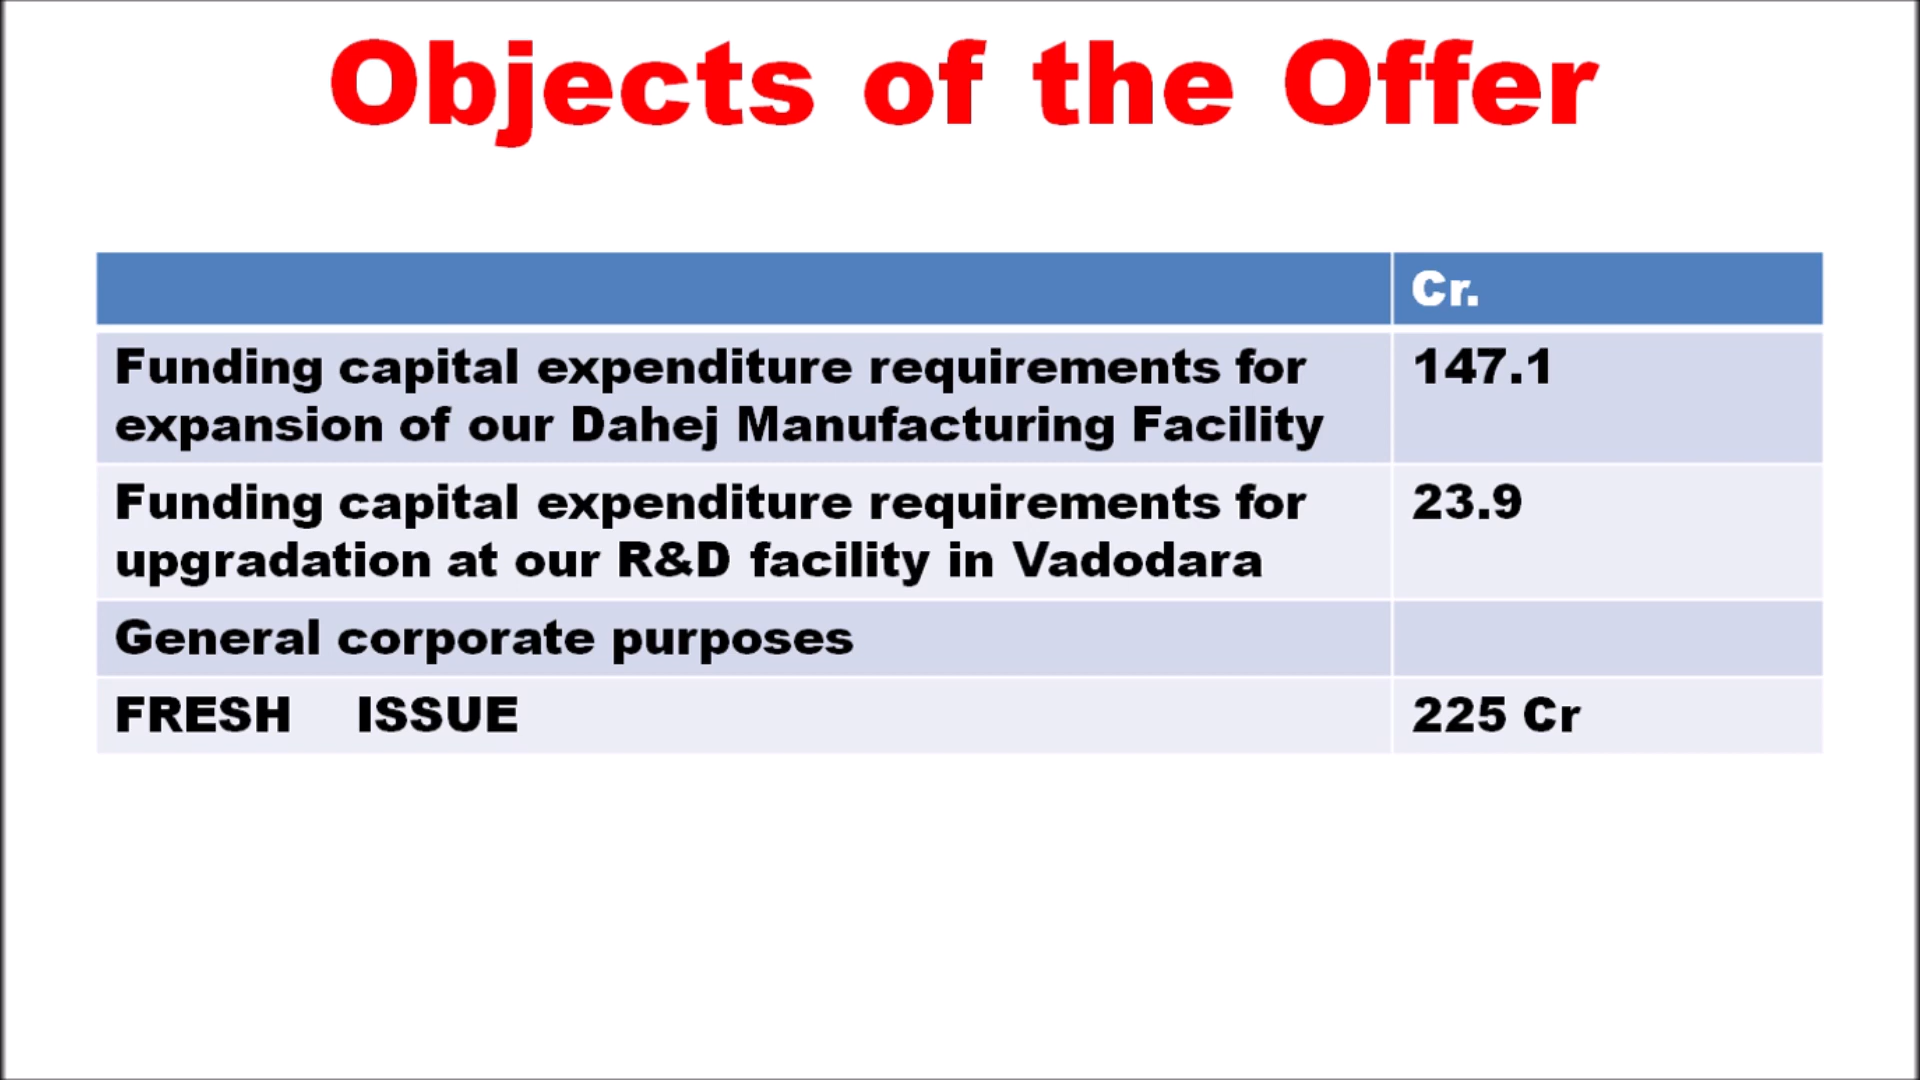 Objects of the Offer
Cr.
Funding capital expenditure requirements for
expansion of our Dahej Manufacturing Facility
147.1
Funding capital expenditure requirements for
upgradation at our R&D facility in Vadodara
23.9
General corporate purposes
FRESH ISSUE
225 Cr